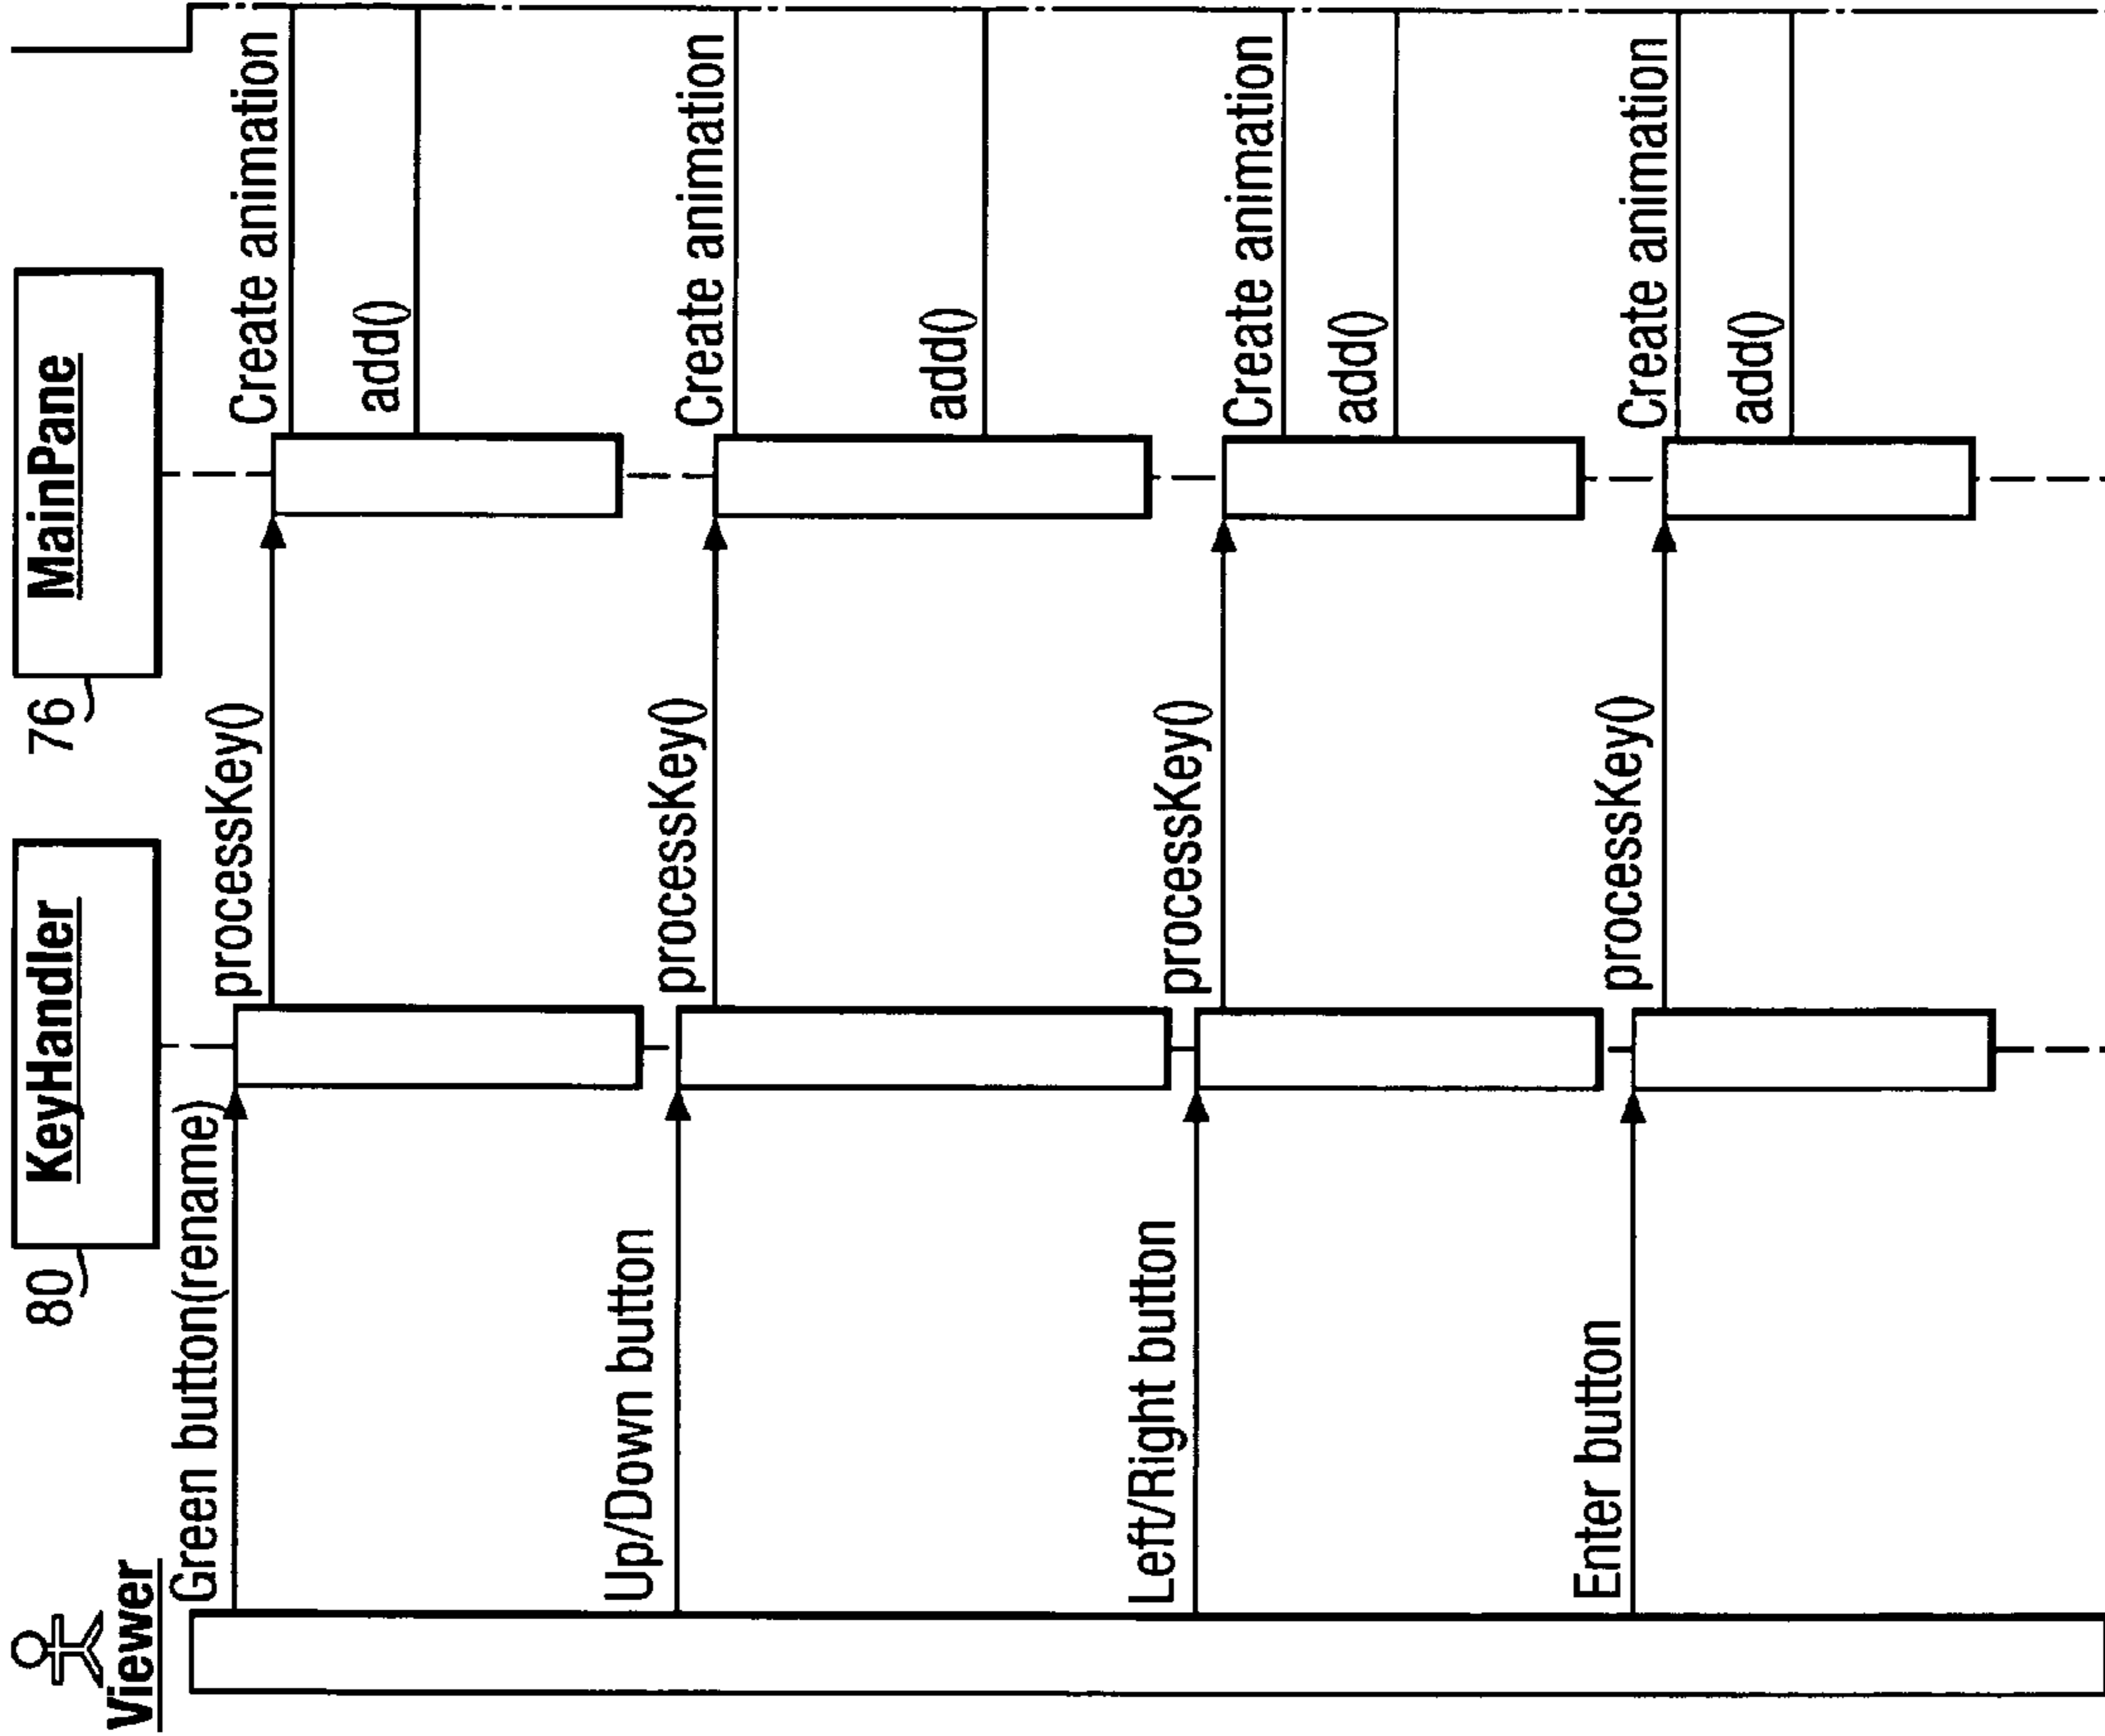 Viewer
80
KeyHandler
76
MainPane
Green button(rename)
processKey()
Create animation
add()
Up/Down button
processKey()
Create animation
add()
Left/Right button
processKey()
Create animation
add()
Enter button
processKey()
Create animation
add()